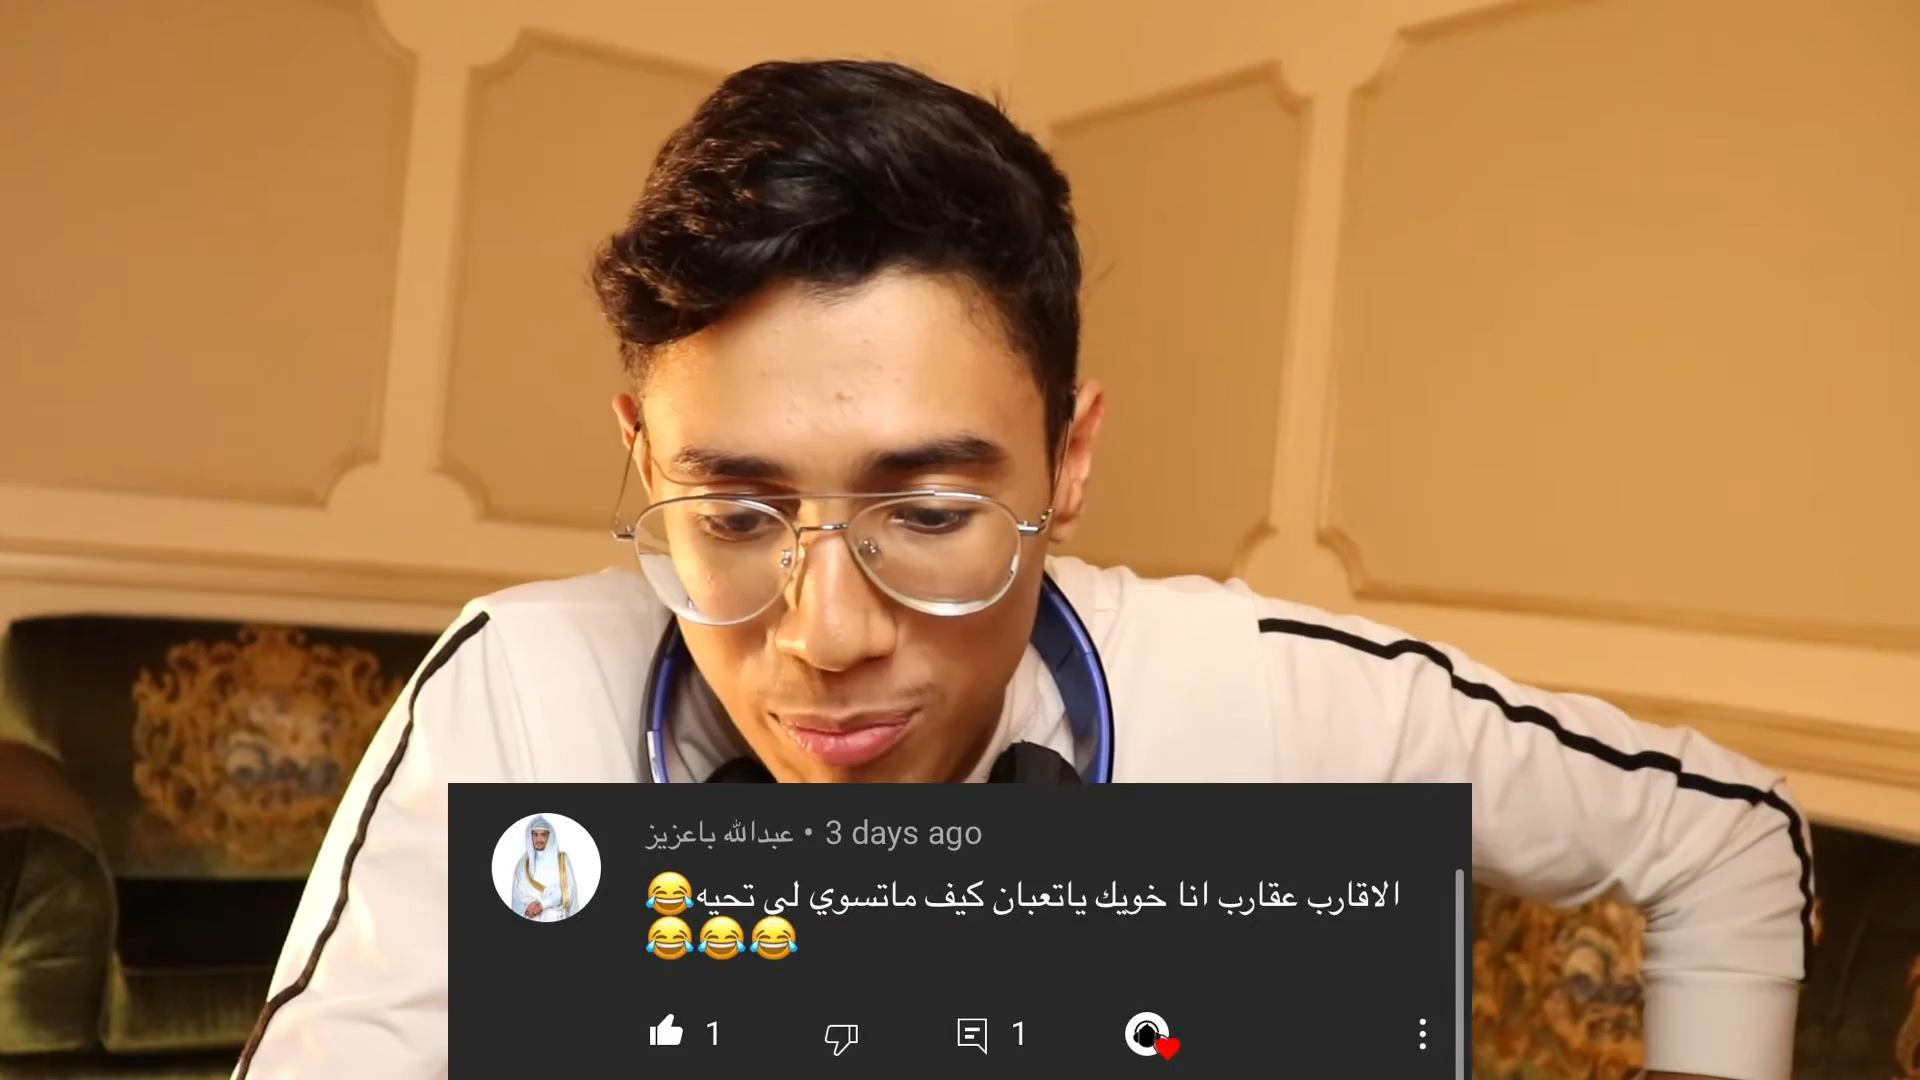 عبدالله باعزيز • 3 days ago
الاقارب عقارب انا خويك ياتعبان كيف ماتسوي لي تحيه😂
😂😂😂
1 1